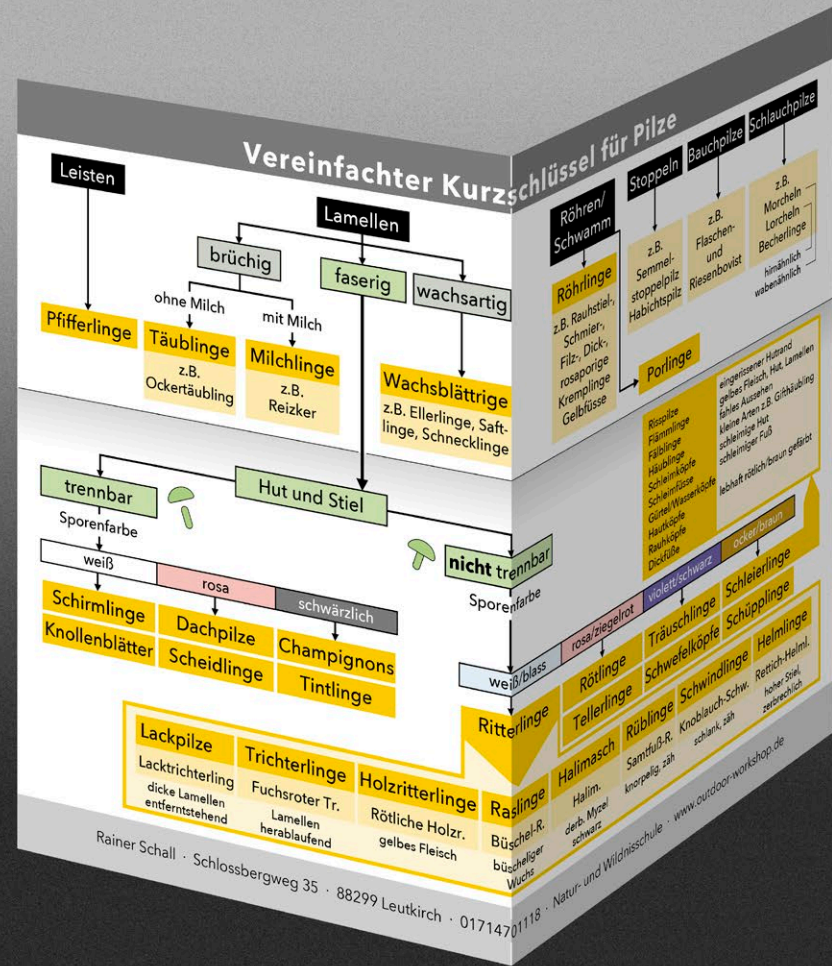 Vereinfachter Kurzschlüssel für Pilze
Leisten
Pfifferlinge
Lamellen
brüchig
faserig
wachsartig
ohne Milch
mit Milch
Täublinge
z.B.
Ockertäubling
Milchlinge
z.B.
Reizker
Wachsblättrige
z.B. Ellerlinge, Saft-
linge, Schnecklinge
Röhren/
Schwamm
Röhrlinge
z.B. Rauhstiel-,
Schmier-,
Filz-, Dick-,
rosaporige
Kremplinge
Gelbfüsse
Porlinge
Stoppeln
z.B.
Semmel-
stoppelpilz
Habichtspilz
Bauchpilze
z.B.
Flaschen-
und
Riesenbovist
Schlauchpilze
z.B.
Morcheln
Lorcheln
Becherlinge
hirnähnlich
wabenähnlich
Hut und Stiel
trennbar
Sporenfarbe
weiß
rosa
schwärzlich
Schirmlinge
Knollenblätter
Dachpilze
Scheidlinge
Champignons
Tintlinge
nicht trennbar
Sporenfarbe
weiß/blass
rosa/ziegelrot
violett/schwarz
ocker/braun
Ritterlinge
Rötlinge
Tellerlinge
Träuschlinge
Schwefelköpfe
Schleierlinge
Schüpplinge
Risspilze
Flämmlinge
Fälblinge
Häublinge
Schleimköpfe
Schleimfüsse
Gürtel/Wasserköpfe
Hautköpfe
Rauhköpfe
Dickfüße
eingerissener Hutrand
gelbes Fleisch, Hut, Lamellen
fahles Aussehen
kleine Arten z.B. Gifthäubling
schleimige Hut
schleimiger Fuß
lebhaft rötlich/braun gefärbt
Lackpilze
Lacktrichterling
dicke Lamellen
entferntstehend
Trichterlinge
Fuchsroter Tr.
Lamellen
herablaufend
Holzritterlinge
Rötliche Holzr.
gelbes Fleisch
Raslinge
Büschel-R.
büscheliger
Wuchs
Halimasch
Halim.
derb. Myzel
schwarz
Rüblinge
Samtfuß-R.
knorpelig, zäh
Schwindlinge
Knoblauch-Schw.
schlank, zäh
Helmlinge
Rettich-Helml.
hoher Stiel,
zerbrechlich
Rainer Schall · Schlossbergweg 35 · 88299 Leutkirch · 01714701118 · Natur- und Wildnisschule · www.outdoor-workshop.de